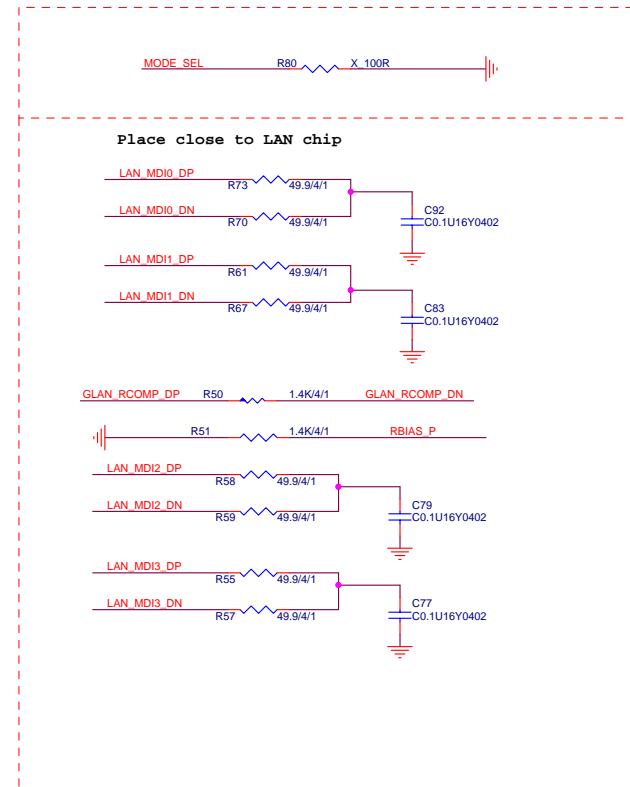 MODE_SEL R80 X_100R
Place close to LAN chip
LAN_MDI0_DP
R73 49.9/4/1
LAN_MDI0_DN
R70 49.9/4/1
C92
C0.1U16Y0402
LAN_MDI1_DP
R61 49.9/4/1
LAN_MDI1_DN
R67 49.9/4/1
C83
C0.1U16Y0402
GLAN_RCOMP_DP R50 1.4K/4/1 GLAN_RCOMP_DN
R51 1.4K/4/1 RBIAS_P
LAN_MDI2_DP
R58 49.9/4/1
LAN_MDI2_DN
R59 49.9/4/1
C79
C0.1U16Y0402
LAN_MDI3_DP
R55 49.9/4/1
LAN_MDI3_DN
R57 49.9/4/1
C77
C0.1U16Y0402